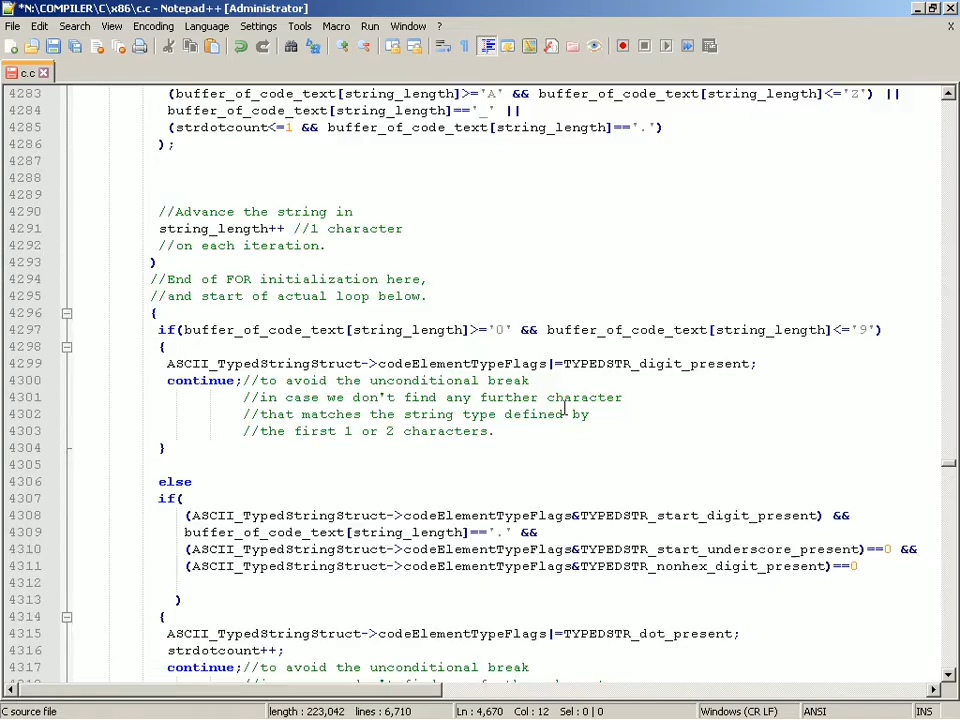 *N:\COMPILER\C\x86\c.c - Notepad++ [Administrator]
File Edit Search View Encoding Language Settings Tools Macro Run Window ? X
c.c
4283 (buffer_of_code_text[string_length]>='A' && buffer_of_code_text[string_length]<='Z') ||
4284 buffer_of_code_text[string_length]=='_' ||
4285 (strdotcount<=1 && buffer_of_code_text[string_length]=='.')
4286 );
4287
4288
4289
4290 //Advance the string in
4291 string_length++ //1 character
4292 //on each iteration.
4293 )
4294 //End of FOR initialization here,
4295 //and start of actual loop below.
4296 {
4297 if(buffer_of_code_text[string_length]>='0' && buffer_of_code_text[string_length]<='9')
4298 {
4299 ASCII_TypedStringStruct->codeElementTypeFlags|=TYPEDSTR_digit_present;
4300 continue;//to avoid the unconditional break
4301 //in case we don't find any further character
4302 //that matches the string type defined by
4303 //the first 1 or 2 characters.
4304 }
4305
4306 else
4307 if(
4308 (ASCII_TypedStringStruct->codeElementTypeFlags&TYPEDSTR_start_digit_present) &&
4309 buffer_of_code_text[string_length]=='.' &&
4310 (ASCII_TypedStringStruct->codeElementTypeFlags&TYPEDSTR_start_underscore_present)==0 &&
4311 (ASCII_TypedStringStruct->codeElementTypeFlags&TYPEDSTR_nonhex_digit_present)==0
4312
4313 )
4314 {
4315 ASCII_TypedStringStruct->codeElementTypeFlags|=TYPEDSTR_dot_present;
4316 strdotcount++;
4317 continue;//to avoid the unconditional break
C source file length : 223,042 lines : 6,710 Ln : 4,670 Col : 12 Sel : 0 | 0 Windows (CR LF) ANSI INS